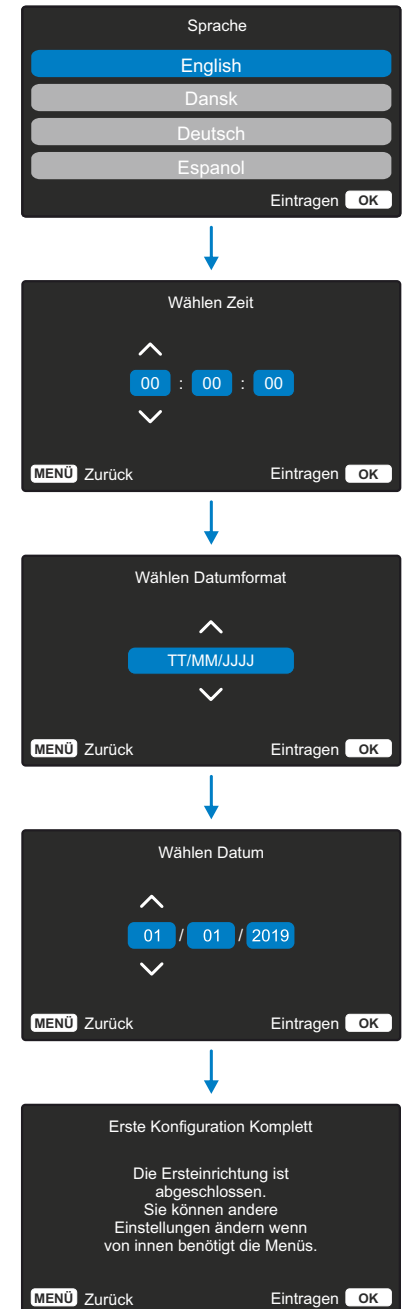 Sprache
English
Dansk
Deutsch
Espanol
Eintragen OK
Wählen Zeit
00 : 00 : 00
MENÜ Zurück Eintragen OK
Wählen Datumformat
TT/MM/JJJJ
MENÜ Zurück Eintragen OK
Wählen Datum
01 / 01 / 2019
MENÜ Zurück Eintragen OK
Erste Konfiguration Komplett
Die Ersteinrichtung ist
abgeschlossen.
Sie können andere
Einstellungen ändern wenn
von innen benötigt die Menüs.
MENÜ Zurück Eintragen OK